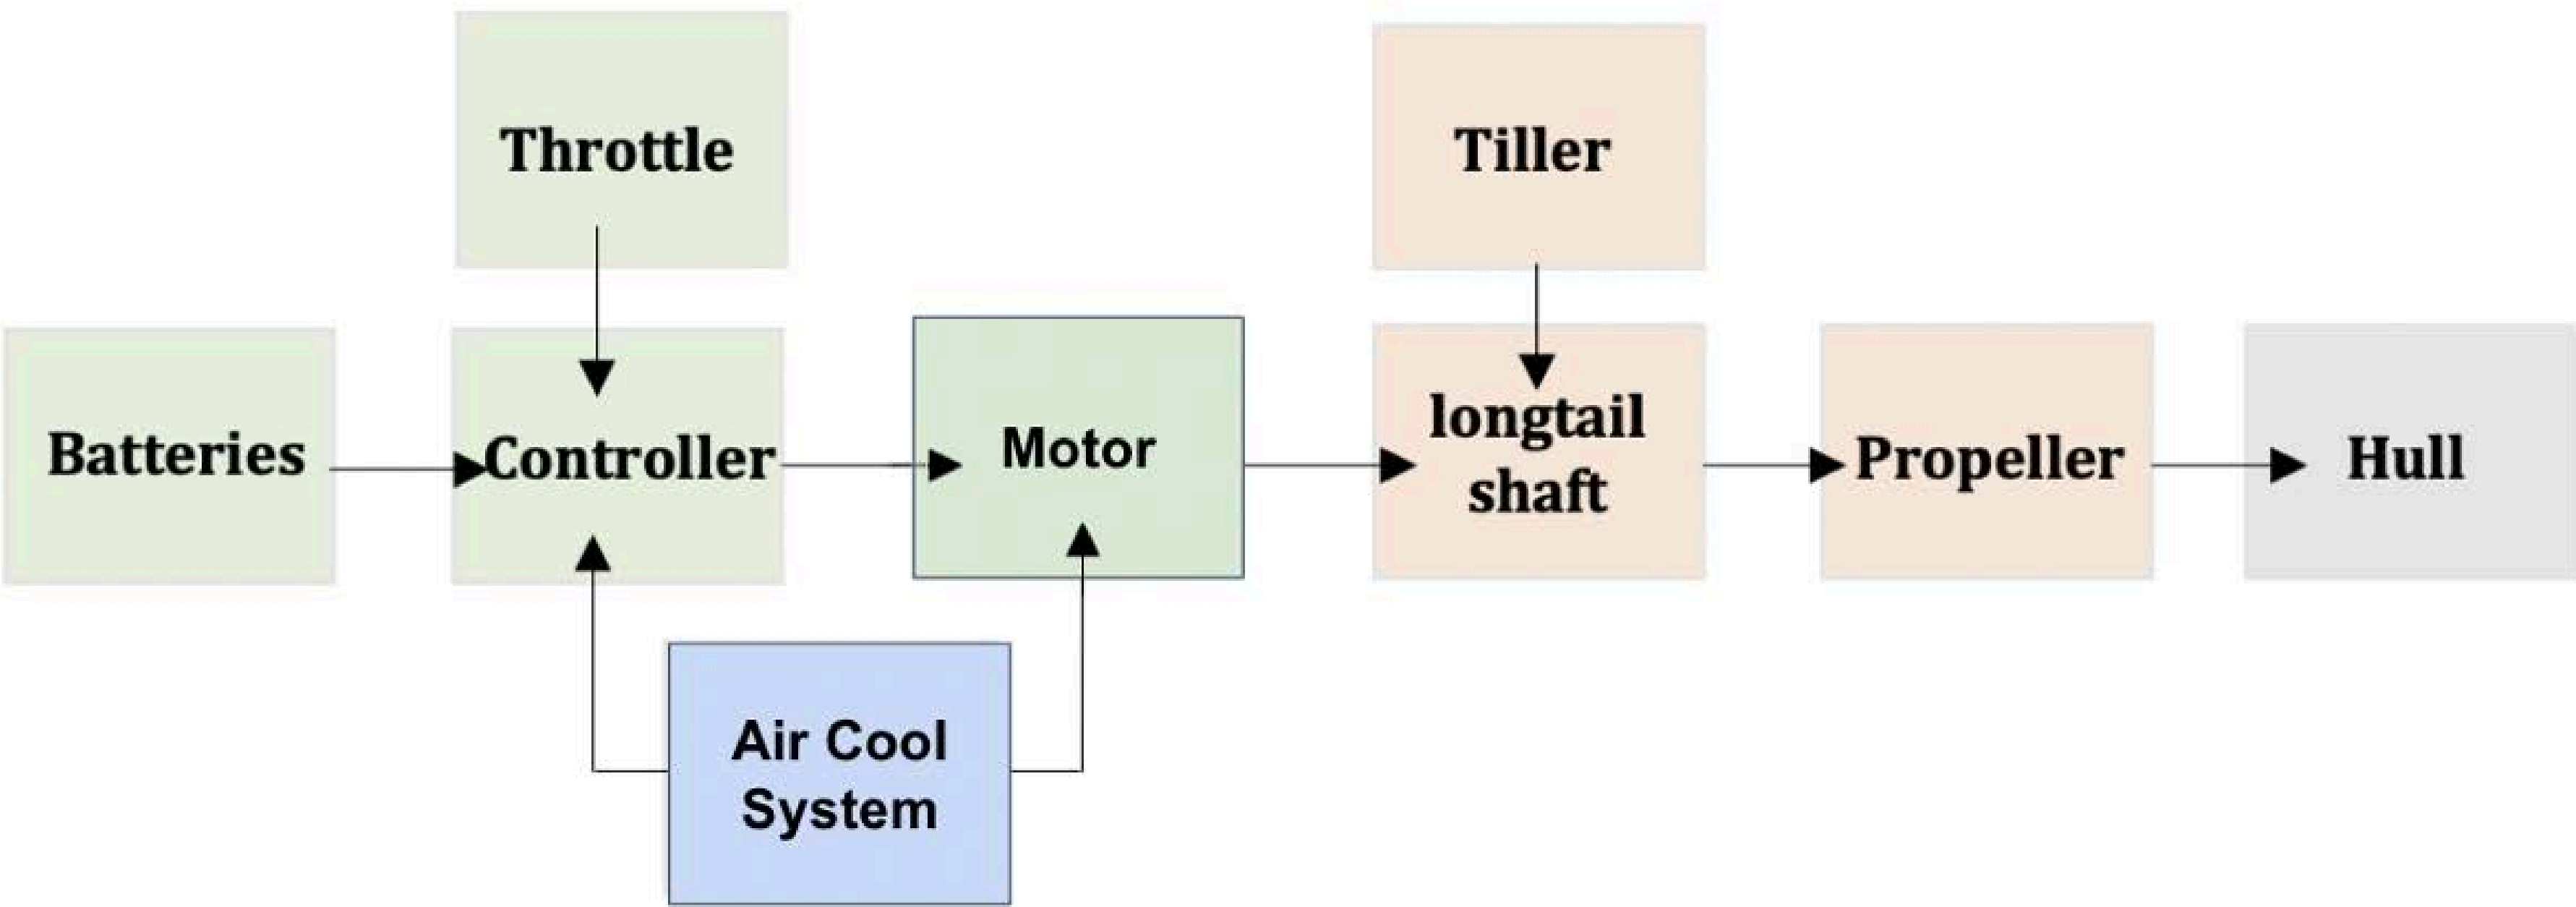 Throttle
Tiller
Batteries
Controller
Motor
longtail
shaft
Propeller
Hull
Air Cool
System